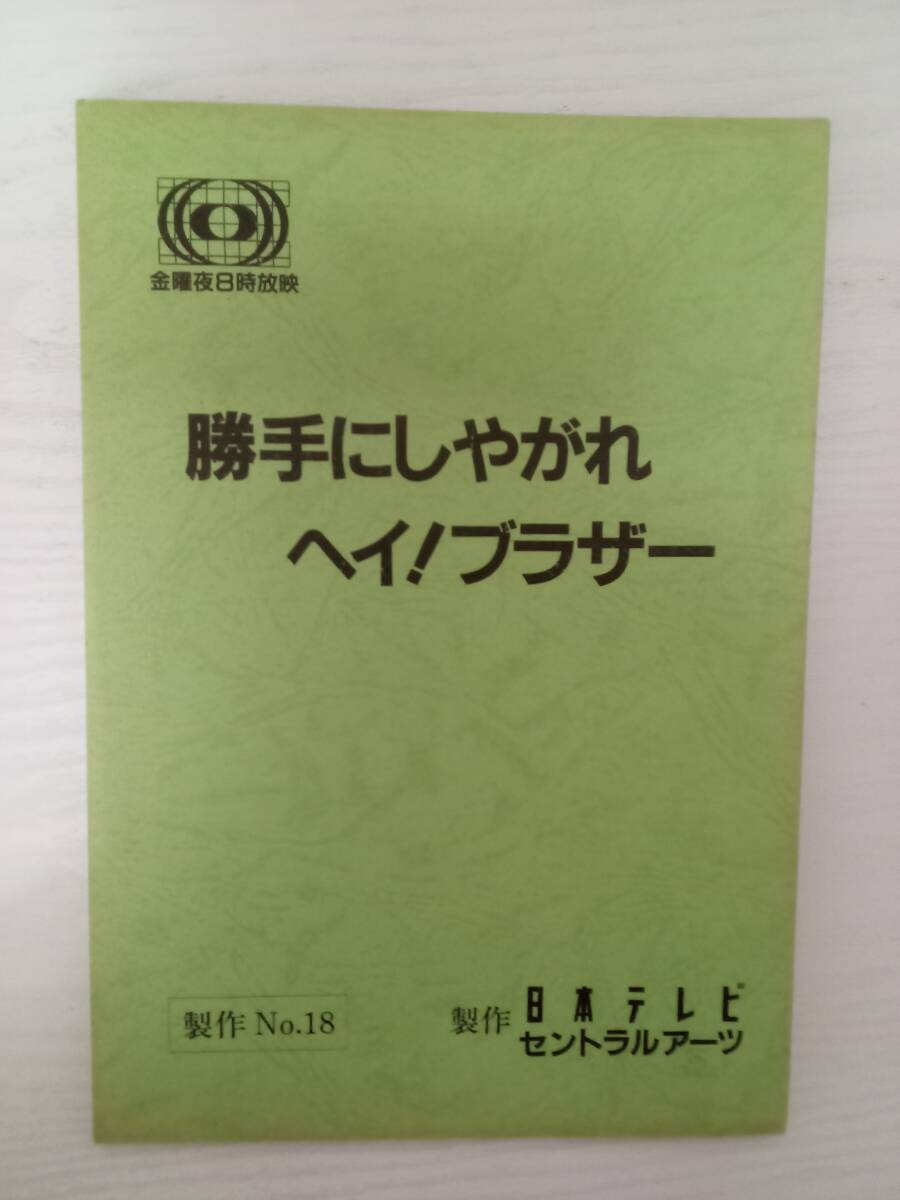 金曜夜8時放映
勝手にしやがれ
ヘイ!ブラザー
製作 No.18
製作 日本テレビ
セントラルアーツ